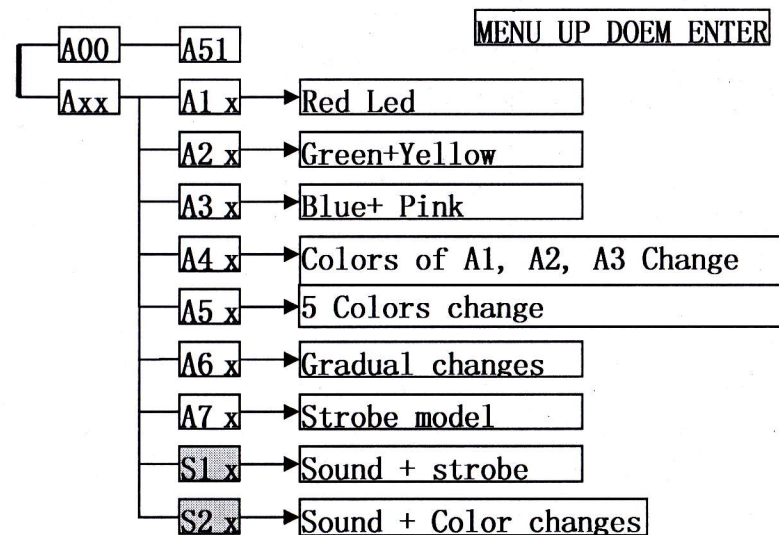 MENU UP DOEM ENTER
A00 A51
Axx A1 x Red Led
A2 x Green+Yellow
A3 x Blue+ Pink
A4 x Colors of A1, A2, A3 Change
A5 x 5 Colors change
A6 x Gradual changes
A7 x Strobe model
S1 x Sound + strobe
S2 x Sound + Color changes